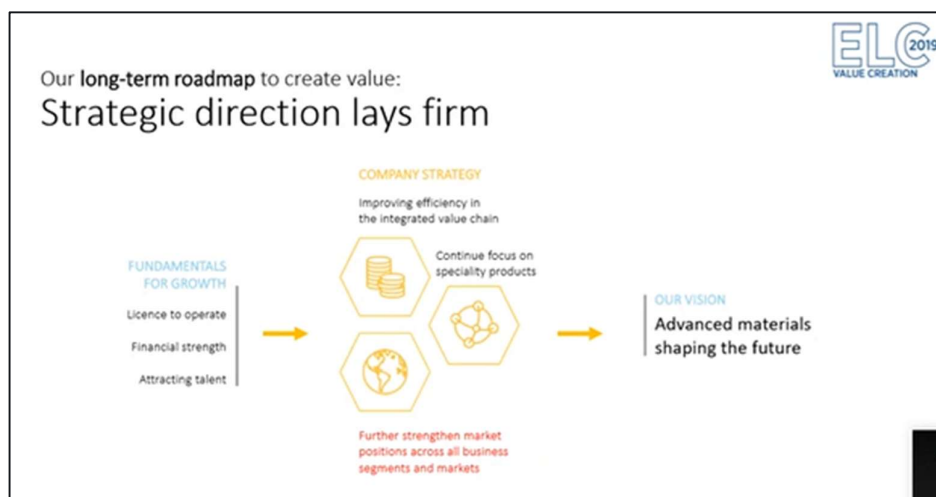 ELC 2019
VALUE CREATION
Our long-term roadmap to create value:
Strategic direction lays firm
COMPANY STRATEGY
Improving efficiency in
the integrated value chain
Continue focus on
speciality products
FUNDAMENTALS
FOR GROWTH
Licence to operate
Financial strength
Attracting talent
OUR VISION
Advanced materials
shaping the future
Further strengthen market
positions across all business
segments and markets